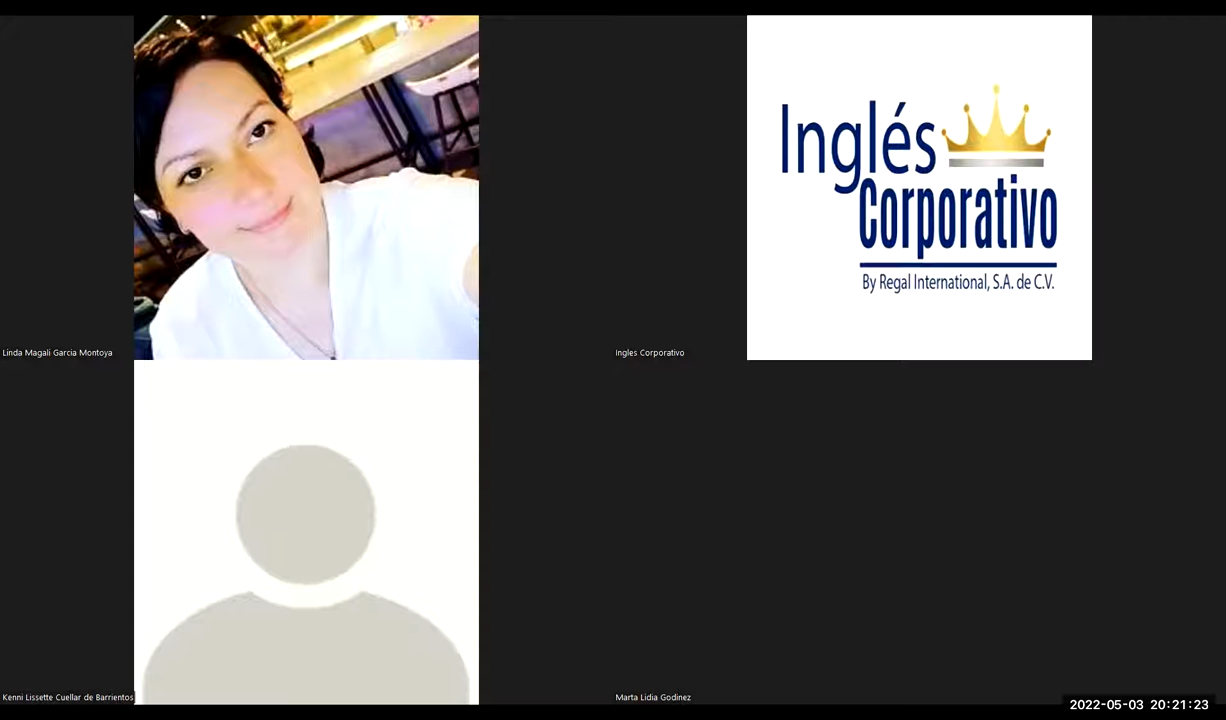 Inglés
Corporativo
By Regal International, S.A. de C.V.
Linda Magali Garcia Montoya
Ingles Corporativo
Kenni Lissette Cuellar de Barrientos
Marta Lidia Godinez
2022-05-03 20:21:23